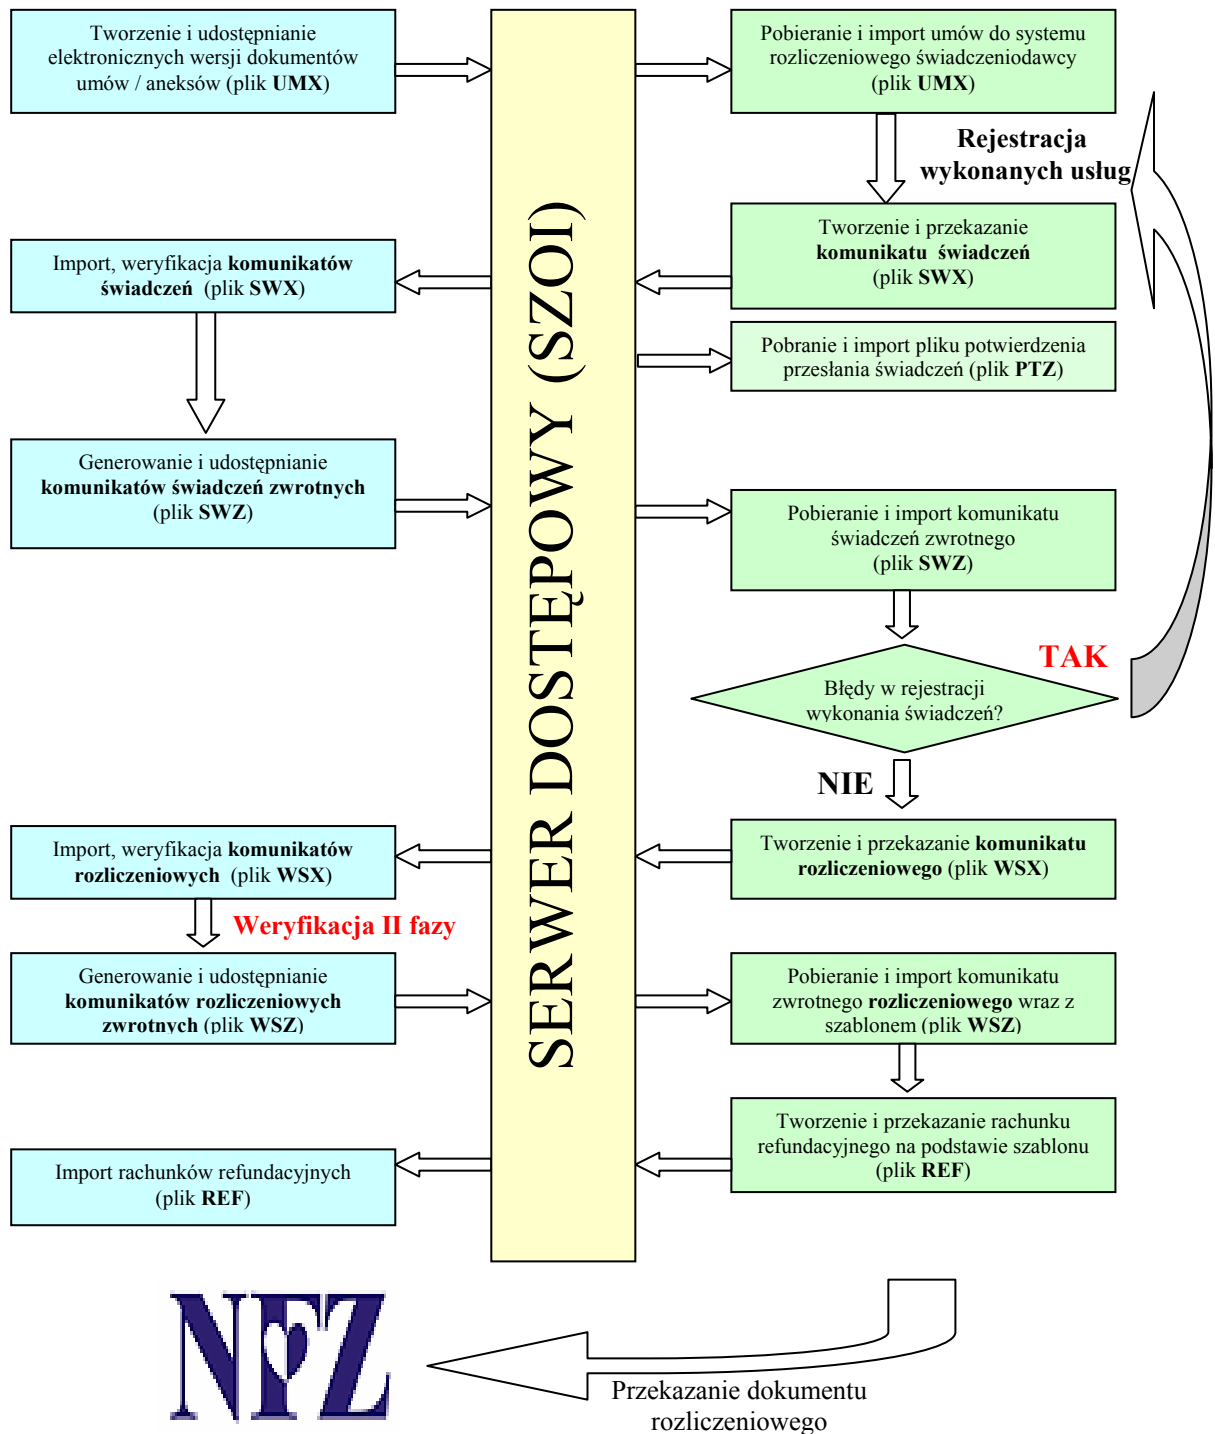 Tworzenie i udostępnianie
elektronicznych wersji dokumentów
umów / aneksów (plik UMX)
Pobieranie i import umów do systemu
rozliczeniowego świadczeniodawcy
(plik UMX)
Rejestracja
wykonanych usług
Tworzenie i przekazanie
komunikatu świadczeń
(plik SWX)
Import, weryfikacja komunikatów
świadczeń (plik SWX)
SERWER DOSTĘPOWY (SZOI)
Pobranie i import pliku potwierdzenia
przesłania świadczeń (plik PTZ)
Generowanie i udostępnianie
komunikatów świadczeń zwrotnych
(plik SWZ)
Pobieranie i import komunikatu
świadczeń zwrotnego
(plik SWZ)
TAK
Błędy w rejestracji
wykonania świadczeń?
NIE
Tworzenie i przekazanie komunikatu
rozliczeniowego (plik WSX)
Import, weryfikacja komunikatów
rozliczeniowych (plik WSX)
Weryfikacja II fazy
Generowanie i udostępnianie
komunikatów rozliczeniowych
zwrotnych (plik WSZ)
Pobieranie i import komunikatu
zwrotnego rozliczeniowego wraz z
szablonem (plik WSZ)
Tworzenie i przekazanie rachunku
refundacyjnego na podstawie szablonu
(plik REF)
Import rachunków refundacyjnych
(plik REF)
NFZ
Przekazanie dokumentu
rozliczeniowego